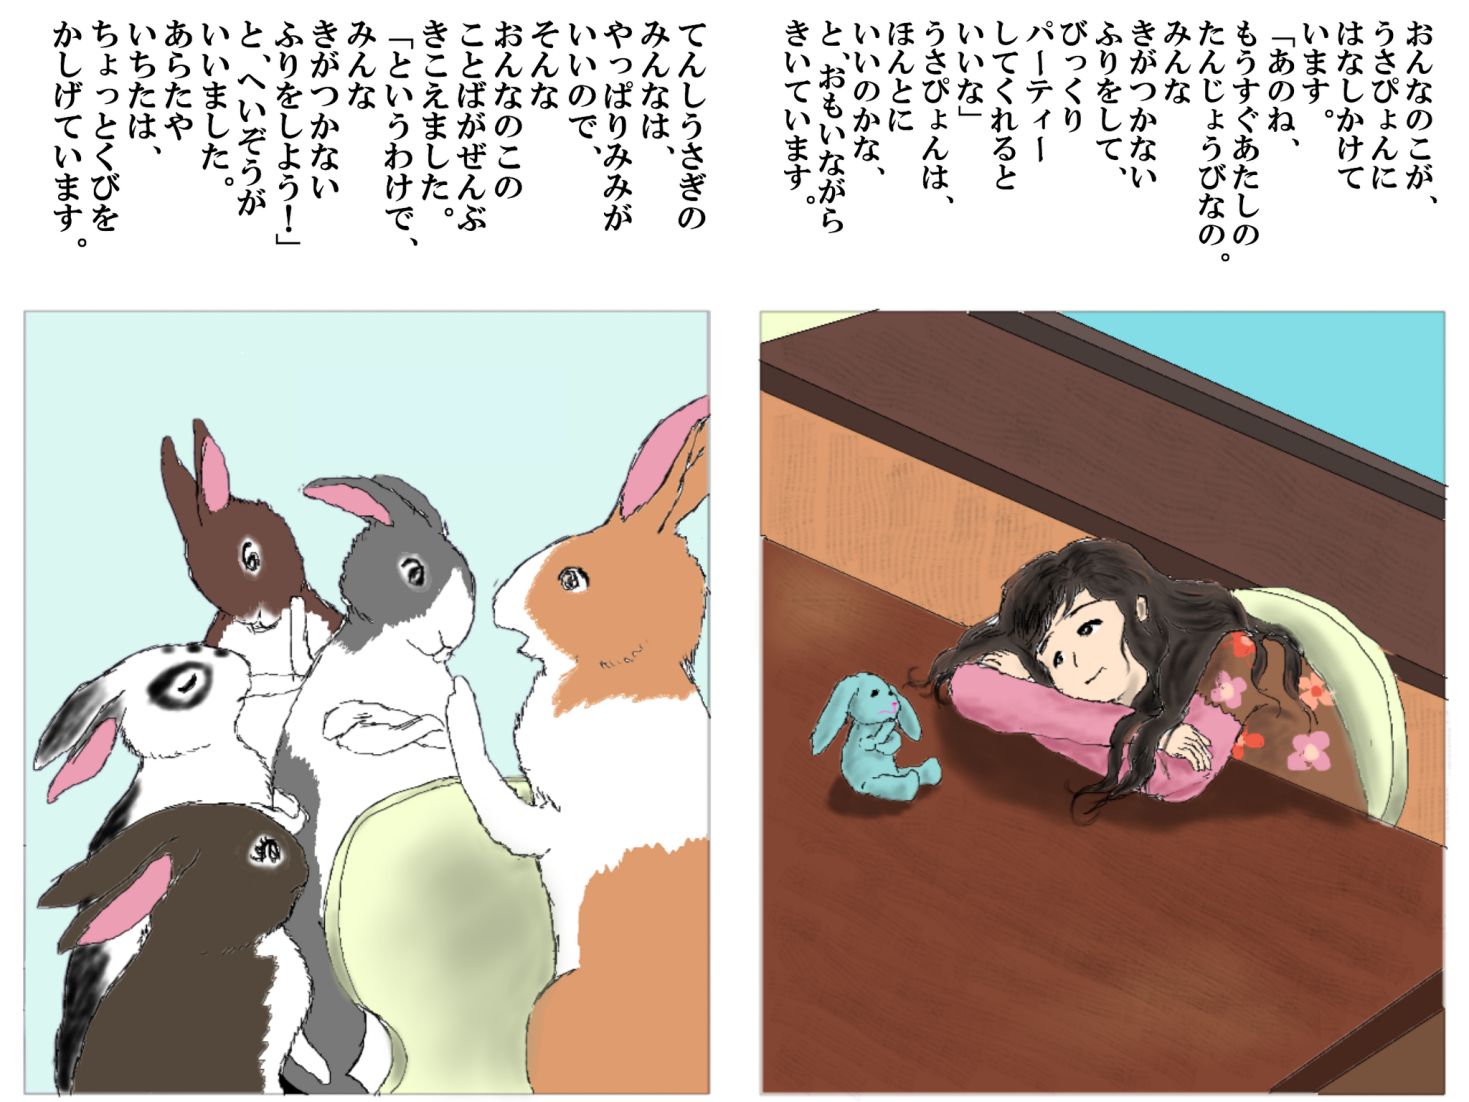 おんなのこが、
うさぴょんに
はなしかけて
います。
「あのね、
もうすぐあたしの
たんじょうびなの。
みんな
きがつかない
ふりをして、
びっくり
パーティー
してくれると
いいな」
うさぴょんは、
ほんとに
いいのかな、
と、おもいながら
きいています。
てんしうさぎの
みんなは、
やっぱりみみが
いいので、
そんな
おんなのこの
ことばがぜんぶ
きこえました。
「というわけで、
みんな
きがつかない
ふりをしよう！」
と、へいぞうが
いいました。
あらたや
いちたは、
ちょっとくびを
かしげています。